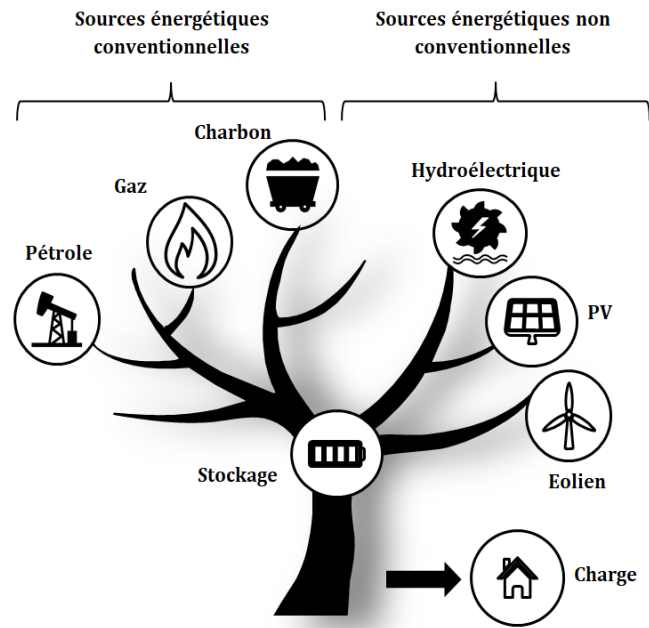 Sources énergétiques
conventionnelles
Sources énergétiques non
conventionnelles
Charbon
Hydroélectrique
Gaz
Pétrole
PV
Stockage
Eolien
Charge